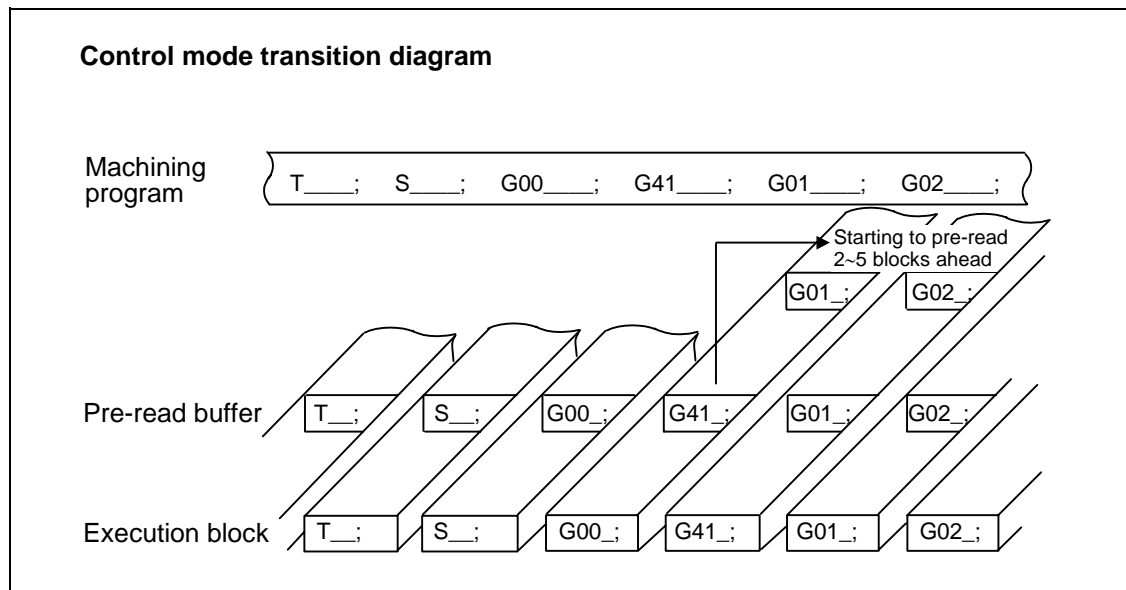 Control mode transition diagram
Machining
program
T____; S____; G00____; G41____; G01____; G02____;
Starting to pre-read
2~5 blocks ahead
G01_; G02_;
Pre-read buffer
T__; S__; G00_; G41_; G01_; G02_;
Execution block
T__; S__; G00_; G41_; G01_; G02_;